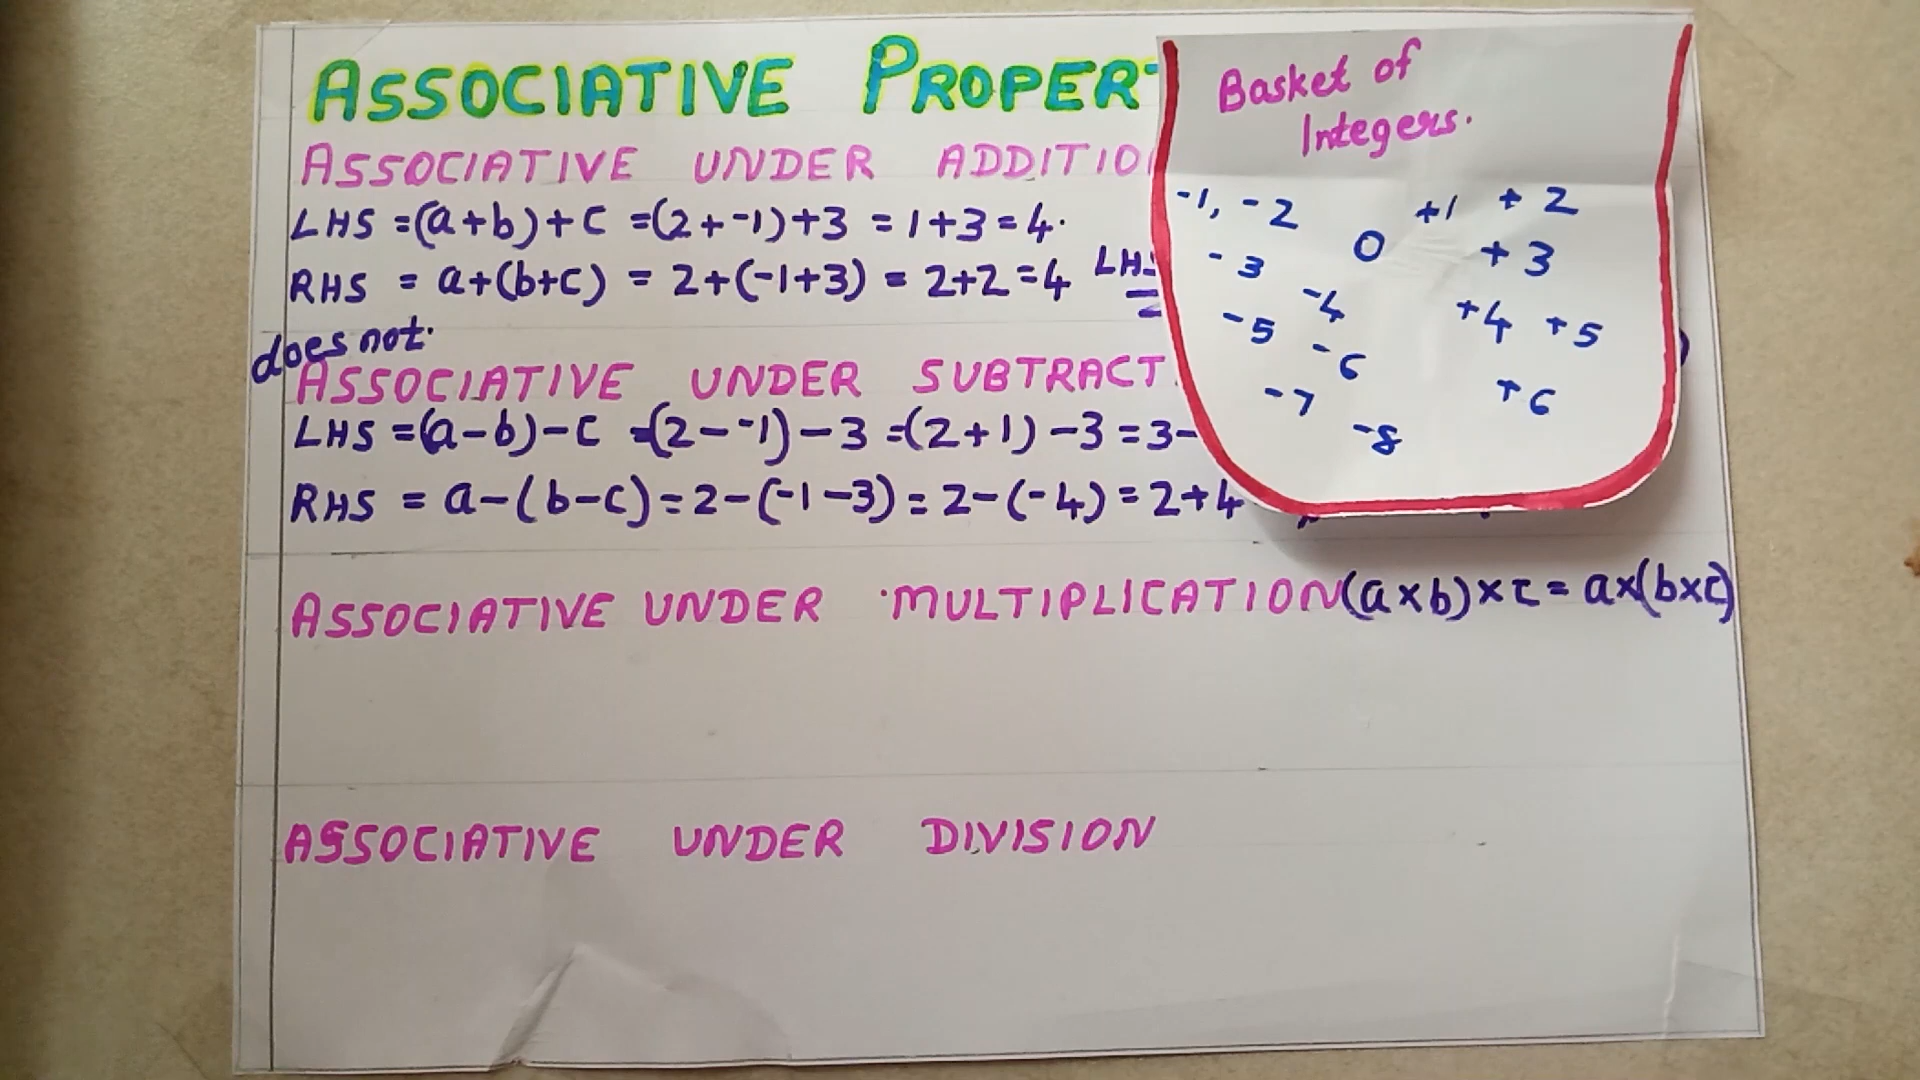 ASSOCIATIVE PROPER
ASSOCIATIVE UNDER ADDITIO
LHS =(a+b)+c =(2+-1)+3 = 1+3=4.
RHS = a+(b+c) = 2+(-1+3) = 2+2=4 LH
does not.
ASSOCIATIVE UNDER SUBTRACT
LHS =(a-b)-c =(2--1)-3 =(2+1)-3=3-
RHS = a-(b-c)=2-(-1-3)=2-(-4)=2+4
ASSOCIATIVE UNDER MULTIPLICATION (a×b)×c= a×(b×c)
ASSOCIATIVE UNDER DIVISION
Basket of
Integers.
-1, -2 0 +1 +2
-3 +3
-4 +4 +5
-5 -6
-7 +6
-8